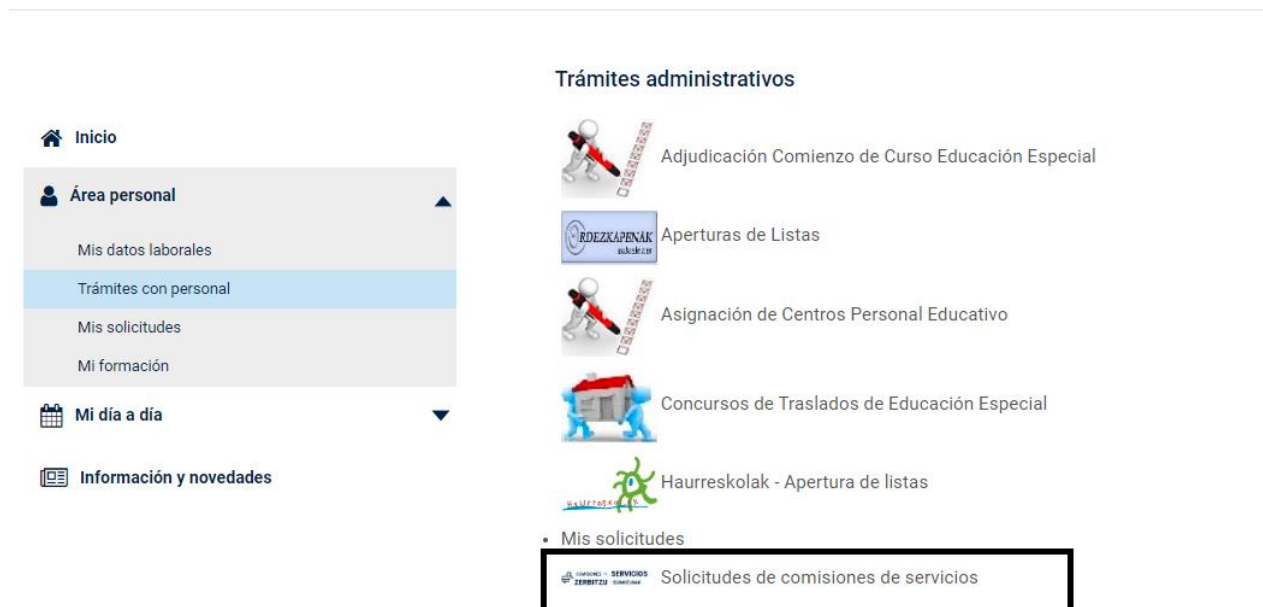 Trámites administrativos
Inicio
Área personal
Mis datos laborales
Trámites con personal
Mis solicitudes
Mi formación
Mi día a día
Información y novedades
Adjudicación Comienzo de Curso Educación Especial
RDEZKAPENAK
Aperturas de Listas
Asignación de Centros Personal Educativo
Concursos de Traslados de Educación Especial
Haurreskolak - Apertura de listas
Mis solicitudes
SERVICIOS
ZERBITZU
Solicitudes de comisiones de servicios